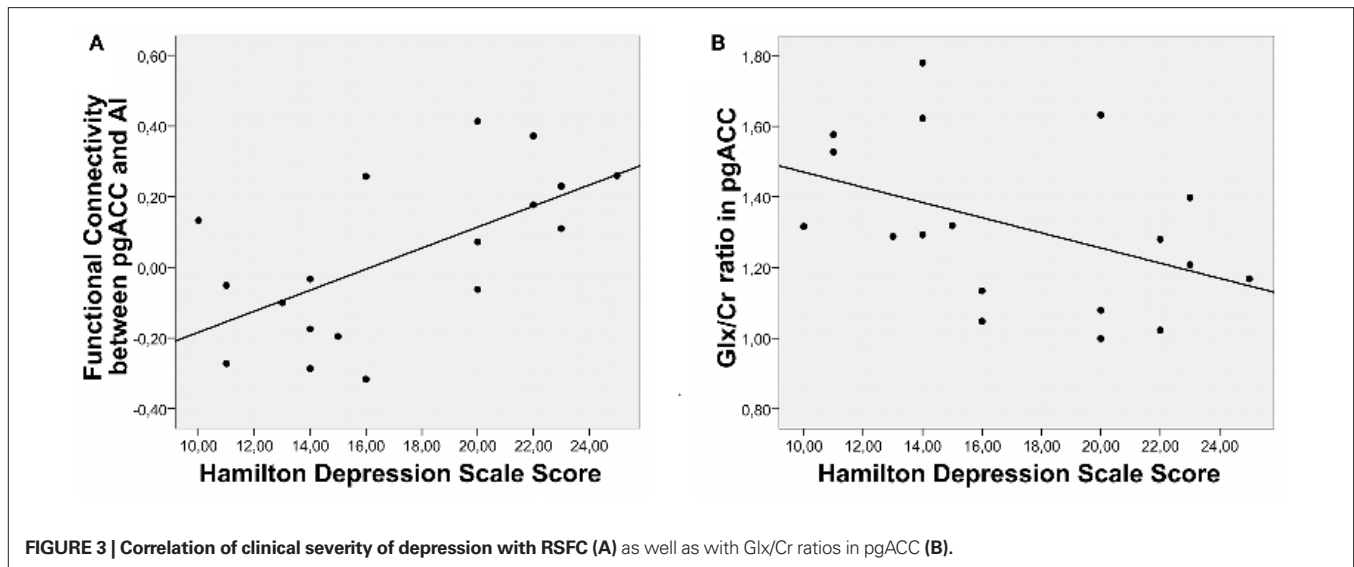 A
Functional Connectivity
between pgACC and AI
0,60
0,40
0,20
0,00
-0,20
-0,40
10,00 12,00 14,00 16,00 18,00 20,00 22,00 24,00
Hamilton Depression Scale Score
B
Glx/Cr ratio in pgACC
1,80
1,60
1,40
1,20
1,00
0,80
10,00 12,00 14,00 16,00 18,00 20,00 22,00 24,00
Hamilton Depression Scale Score
FIGURE 3 | Correlation of clinical severity of depression with RSFC (A) as well as with Glx/Cr ratios in pgACC (B).